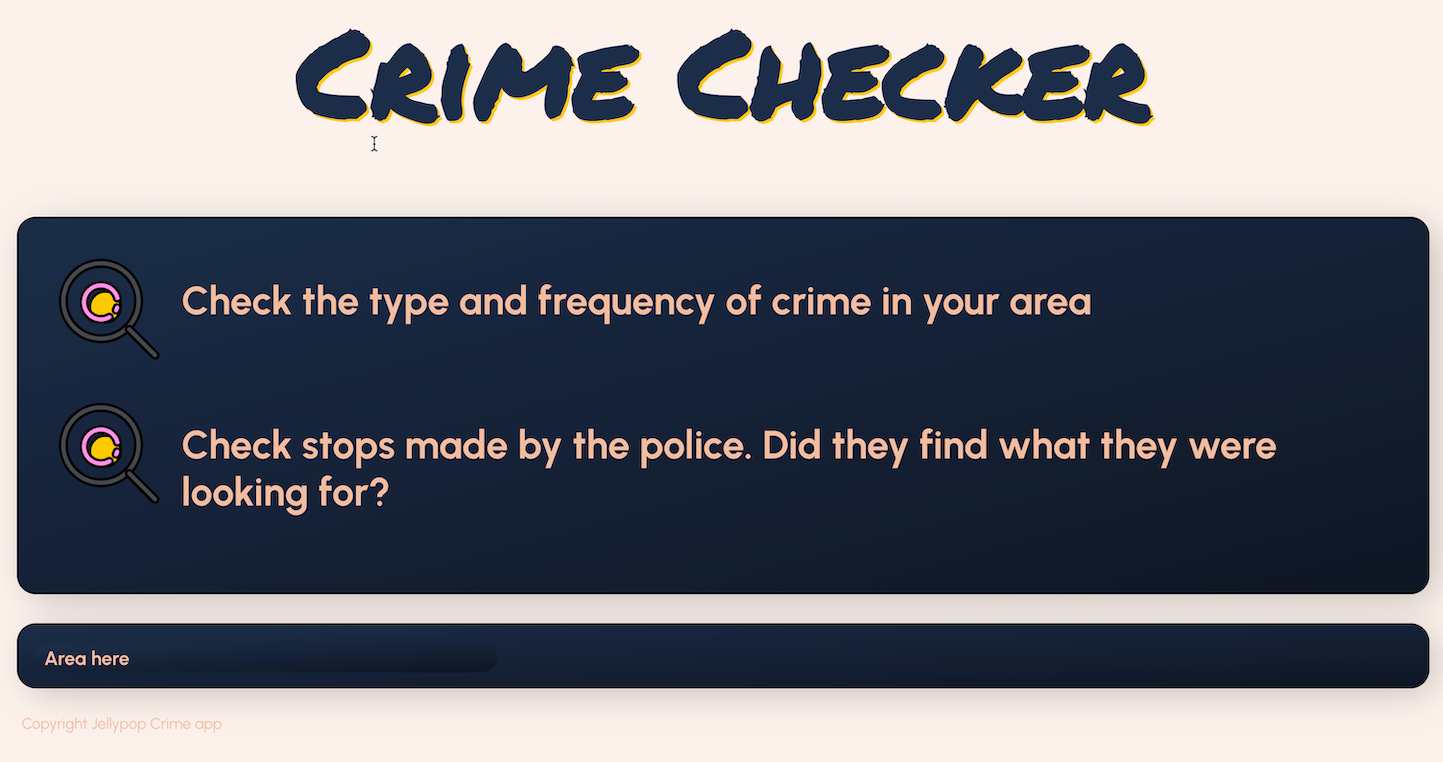 Crime Checker
Check the type and frequency of crime in your area
Check stops made by the police. Did they find what they were
looking for?
Area here
Copyright Jellypop Crime app